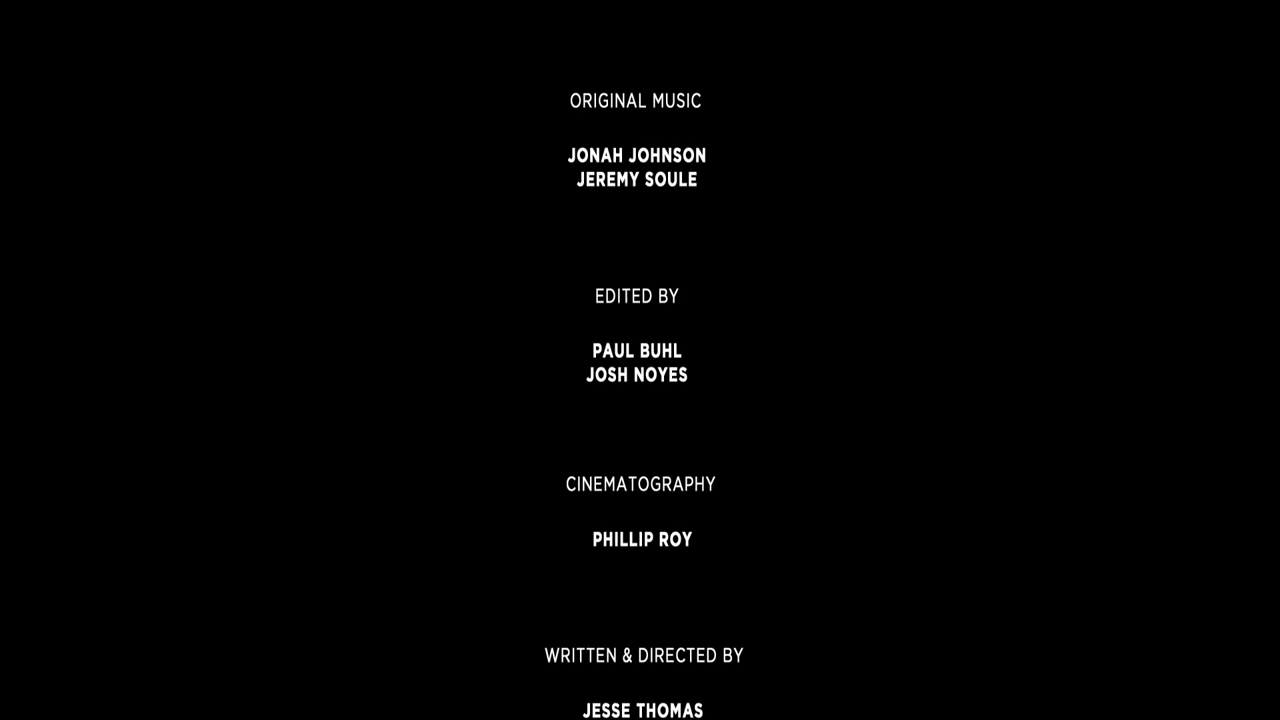 ORIGINAL MUSIC
JONAH JOHNSON
JEREMY SOULE
EDITED BY
PAUL BUHL
JOSH NOYES
CINEMATOGRAPHY
PHILLIP ROY
WRITTEN & DIRECTED BY
JESSE THOMAS